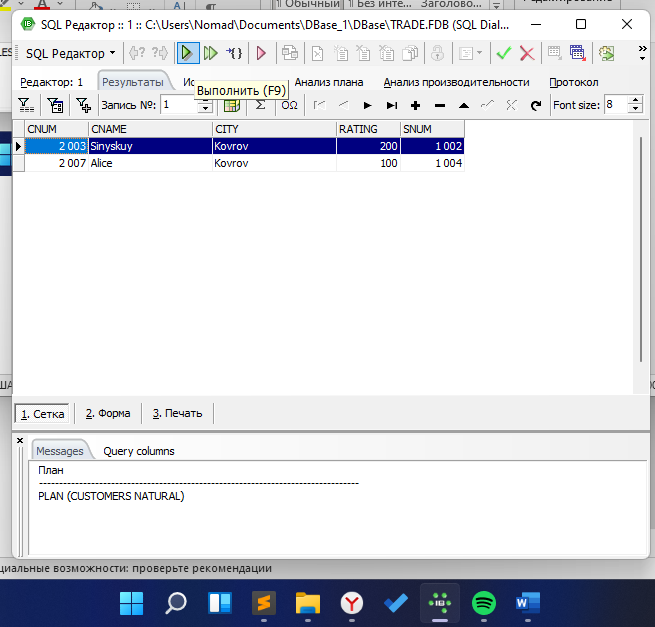 Обычный
¶ Без инте...
Заголово...
SQL Редактор :: 1 :: C:\Users\Nomad\Documents\DBase_1\DBase\TRADE.FDB (SQL Dial...
SQL Редактор
Редактор: 1 Результаты Ис Анализ плана Анализ производительности Протокол
Выполнить (F9)
Запись №: 1 Font size: 8
CNUM CNAME CITY RATING SNUM
2 003 Sinyskuy Kovrov 200 1 002
2 007 Alice Kovrov 100 1 004
1. Сетка 2. Форма 3. Печать
Messages Query columns
План
--------------------------------------------------------------------------------
PLAN (CUSTOMERS NATURAL)
циальные возможности: проверьте рекомендации